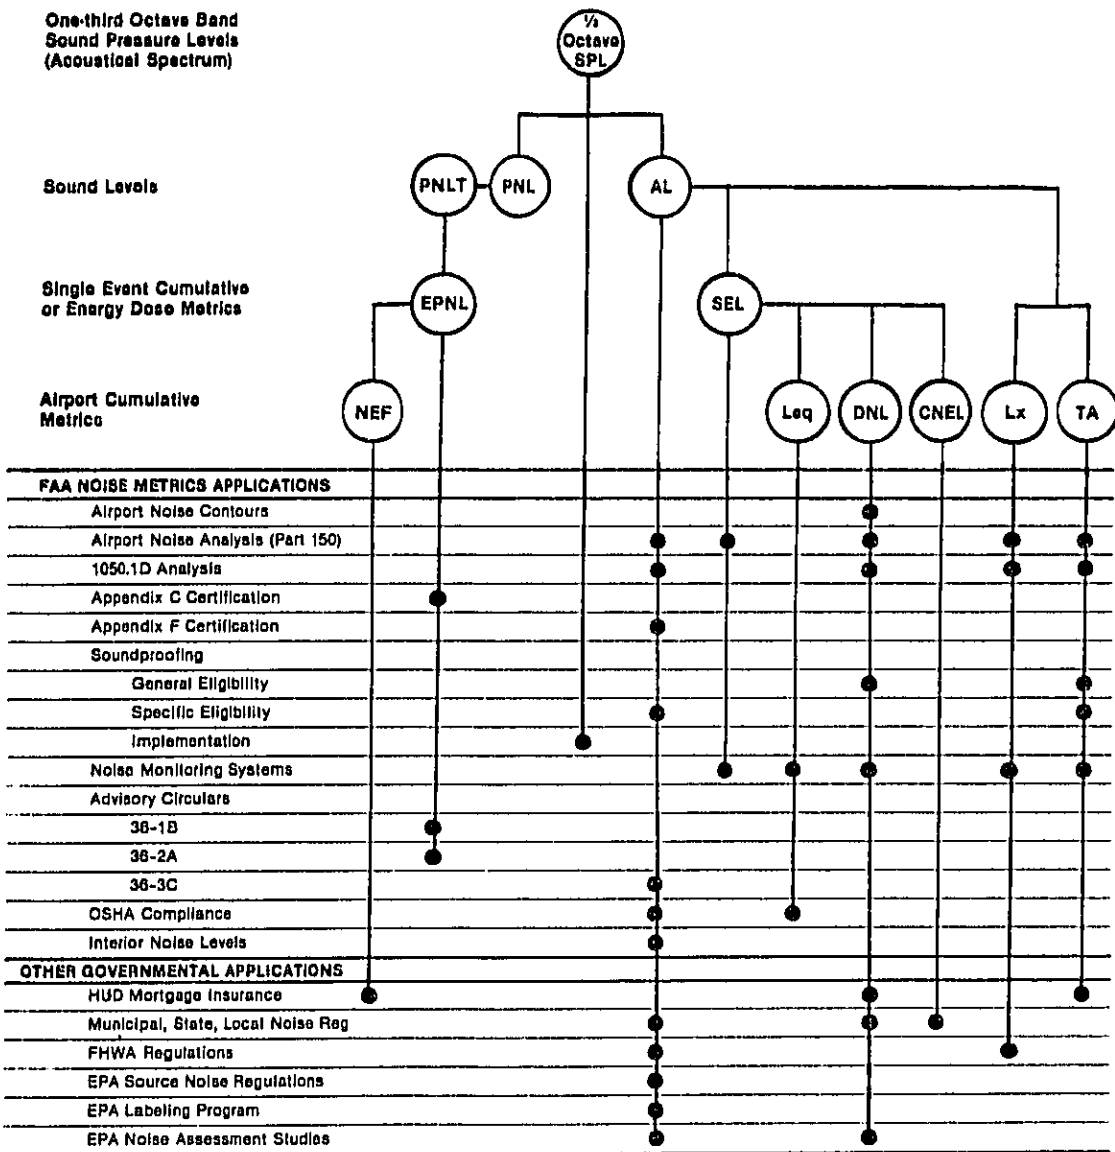 One-third Octave Band
Sound Pressure Levels
(Acoustical Spectrum)
⅓
Octave
SPL
Sound Levels
PNLT
PNL
AL
Single Event Cumulative
or Energy Dose Metrics
EPNL
SEL
Airport Cumulative
Metrics
NEF
Leq
DNL
CNEL
Lx
TA
FAA NOISE METRICS APPLICATIONS
Airport Noise Contours
Airport Noise Analysis (Part 150)
1050.1D Analysis
Appendix C Certification
Appendix F Certification
Soundproofing
General Eligibility
Specific Eligibility
Implementation
Noise Monitoring Systems
Advisory Circulars
36-1B
36-2A
36-3C
OSHA Compliance
Interior Noise Levels
OTHER GOVERNMENTAL APPLICATIONS
HUD Mortgage Insurance
Municipal, State, Local Noise Reg
FHWA Regulations
EPA Source Noise Regulations
EPA Labeling Program
EPA Noise Assessment Studies